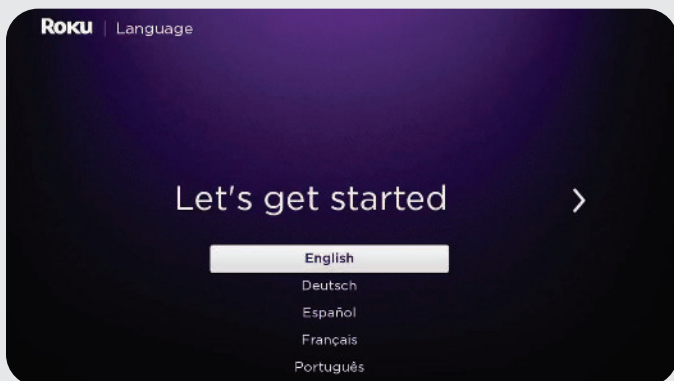 Roku | Language
Let's get started
English
Deutsch
Español
Français
Português